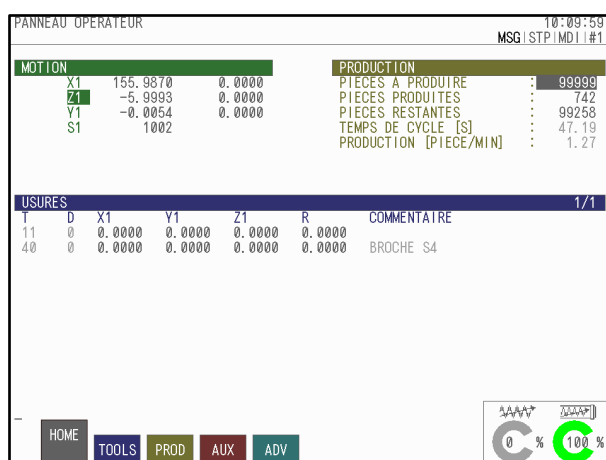 PANNEAU OPERATEUR 10:09:59
MSG|STP|MDI||#1
MOTION
X1 155.9870 0.0000
Z1 -5.9993 0.0000
Y1 -0.0054 0.0000
S1 1002
PRODUCTION
PIECES A PRODUIRE : 99999
PIECES PRODUITES : 742
PIECES RESTANTES : 99258
TEMPS DE CYCLE [S] : 47.19
PRODUCTION [PIECE/MIN] : 1.27
USURES 1/1
T D X1 Y1 Z1 R COMMENTAIRE
11 0 0.0000 0.0000 0.0000 0.0000
40 0 0.0000 0.0000 0.0000 0.0000 BROCHE S4
HOME TOOLS PROD AUX ADV
0 % 100 %